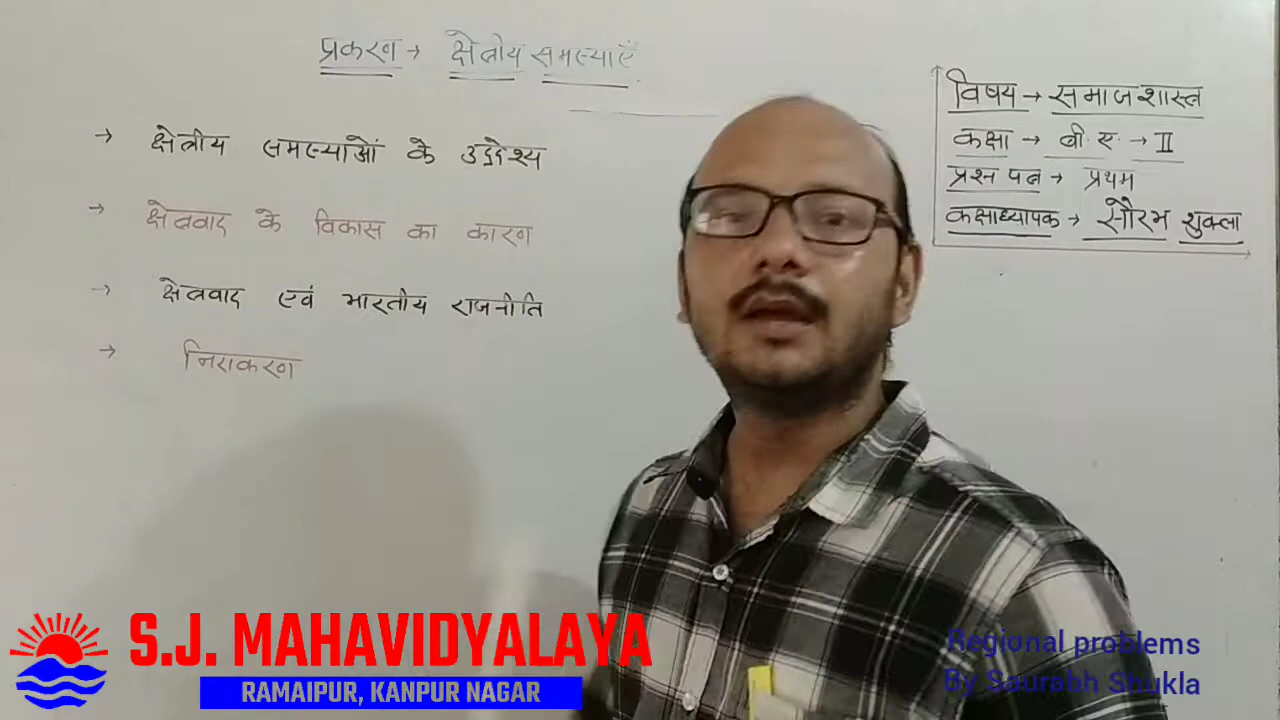 प्रकरण → क्षेत्रीय समस्याएँ
→ क्षेत्रीय समस्याओं के उद्देश्य
→ क्षेत्रवाद के विकास का कारण
→ क्षेत्रवाद एवं भारतीय राजनीति
→ निराकरण
विषय → समाजशास्त्र
कक्षा → बी. ए. → II
प्रश्न पत्र → प्रथम
कक्षाध्यापक → सौरभ शुक्ला
S.J. MAHAVIDYALAYA
RAMAIPUR, KANPUR NAGAR
Regional problems
By Saurabh Shukla